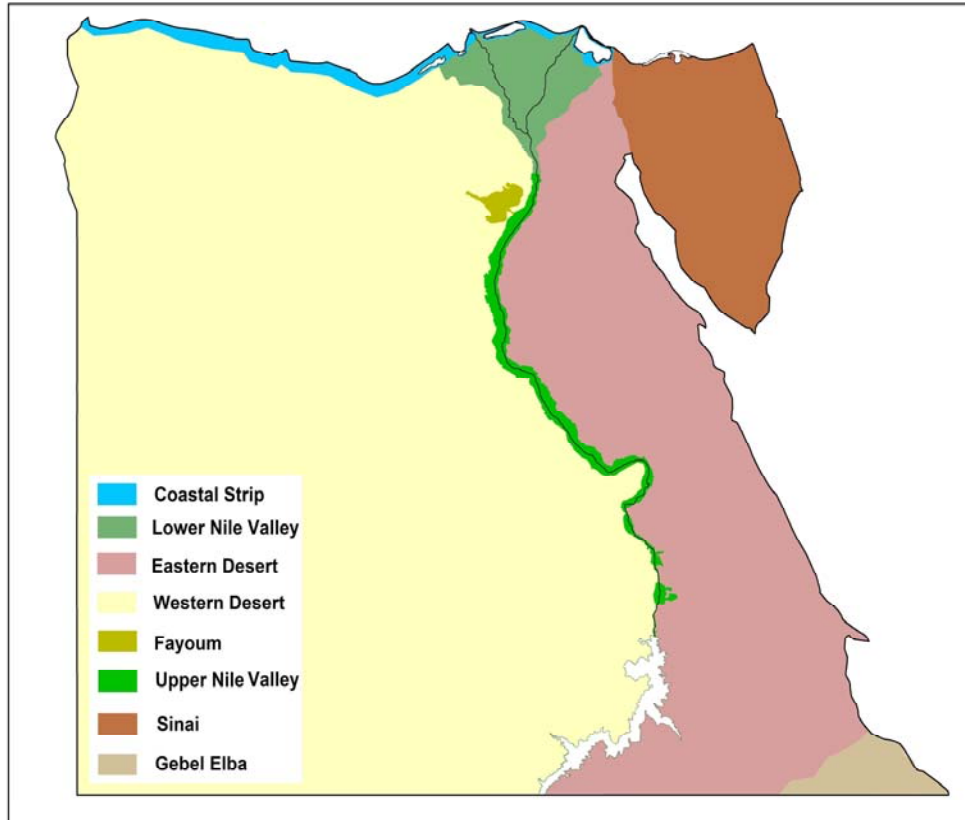 Coastal Strip
Lower Nile Valley
Eastern Desert
Western Desert
Fayoum
Upper Nile Valley
Sinai
Gebel Elba